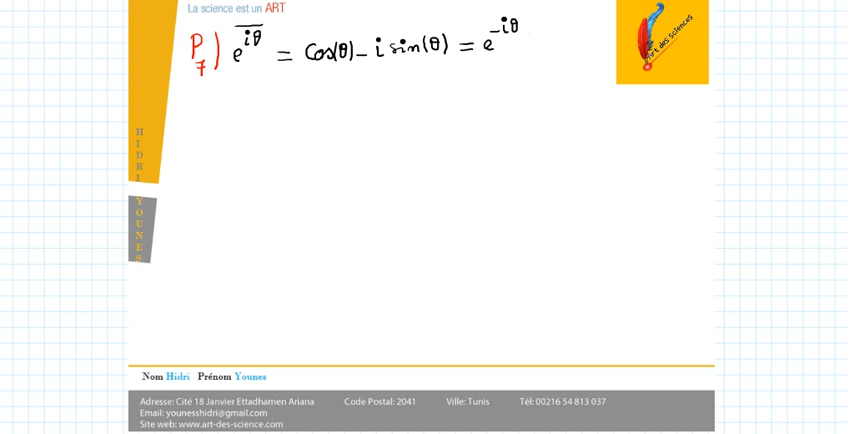 La science est un ART
P7) \overline{e^{iθ}} = cos(θ) - i sin(θ) = e^{-iθ}
Art des Sciences
HIDRI YOUNES
Nom Hidri Prénom Younes
Adresse: Cité 18 Janvier Ettadhamen Ariana Code Postal: 2041 Ville: Tunis Tél: 00216 54 813 037
Email: younesshidri@gmail.com
Site web: www.art-des-science.com